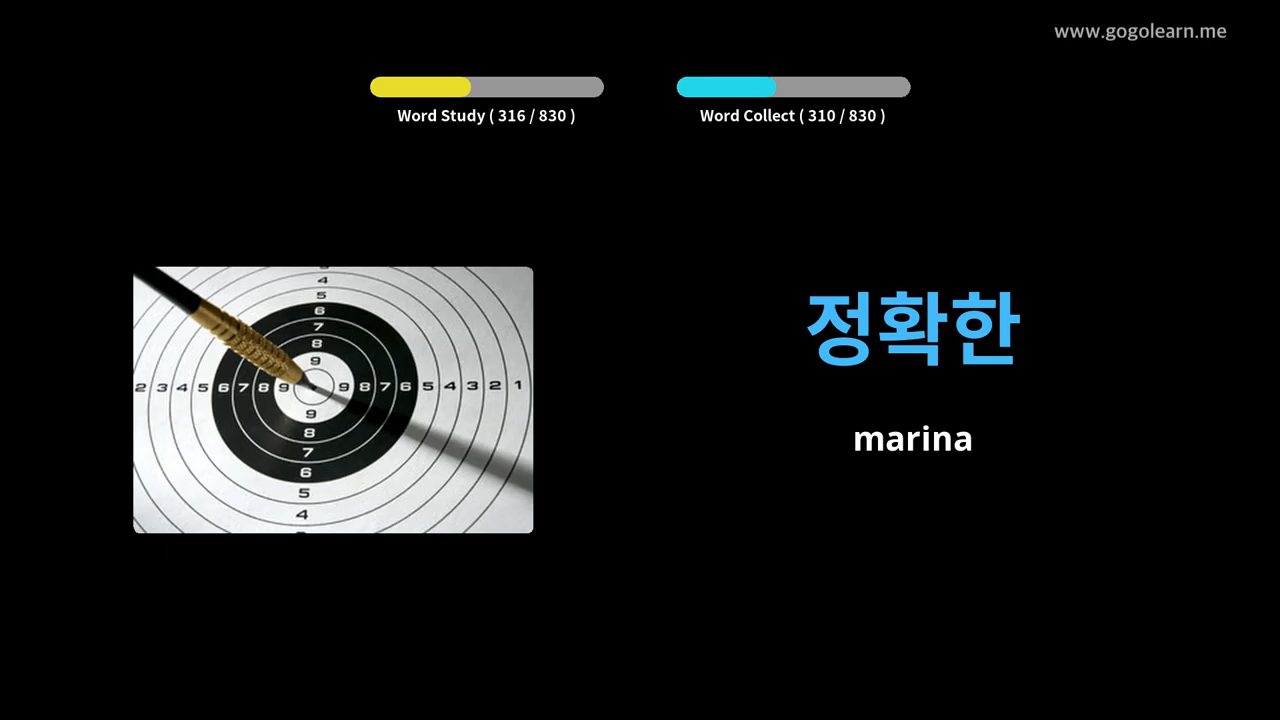 www.gogolearn.me
Word Study ( 316 / 830 )
Word Collect ( 310 / 830 )
4
5
6
7
8
9
2 3 4 5 6 7 8 9 9 8 7 6 5 4 3 2 1
9
8
7
6
5
4
정확한
marina